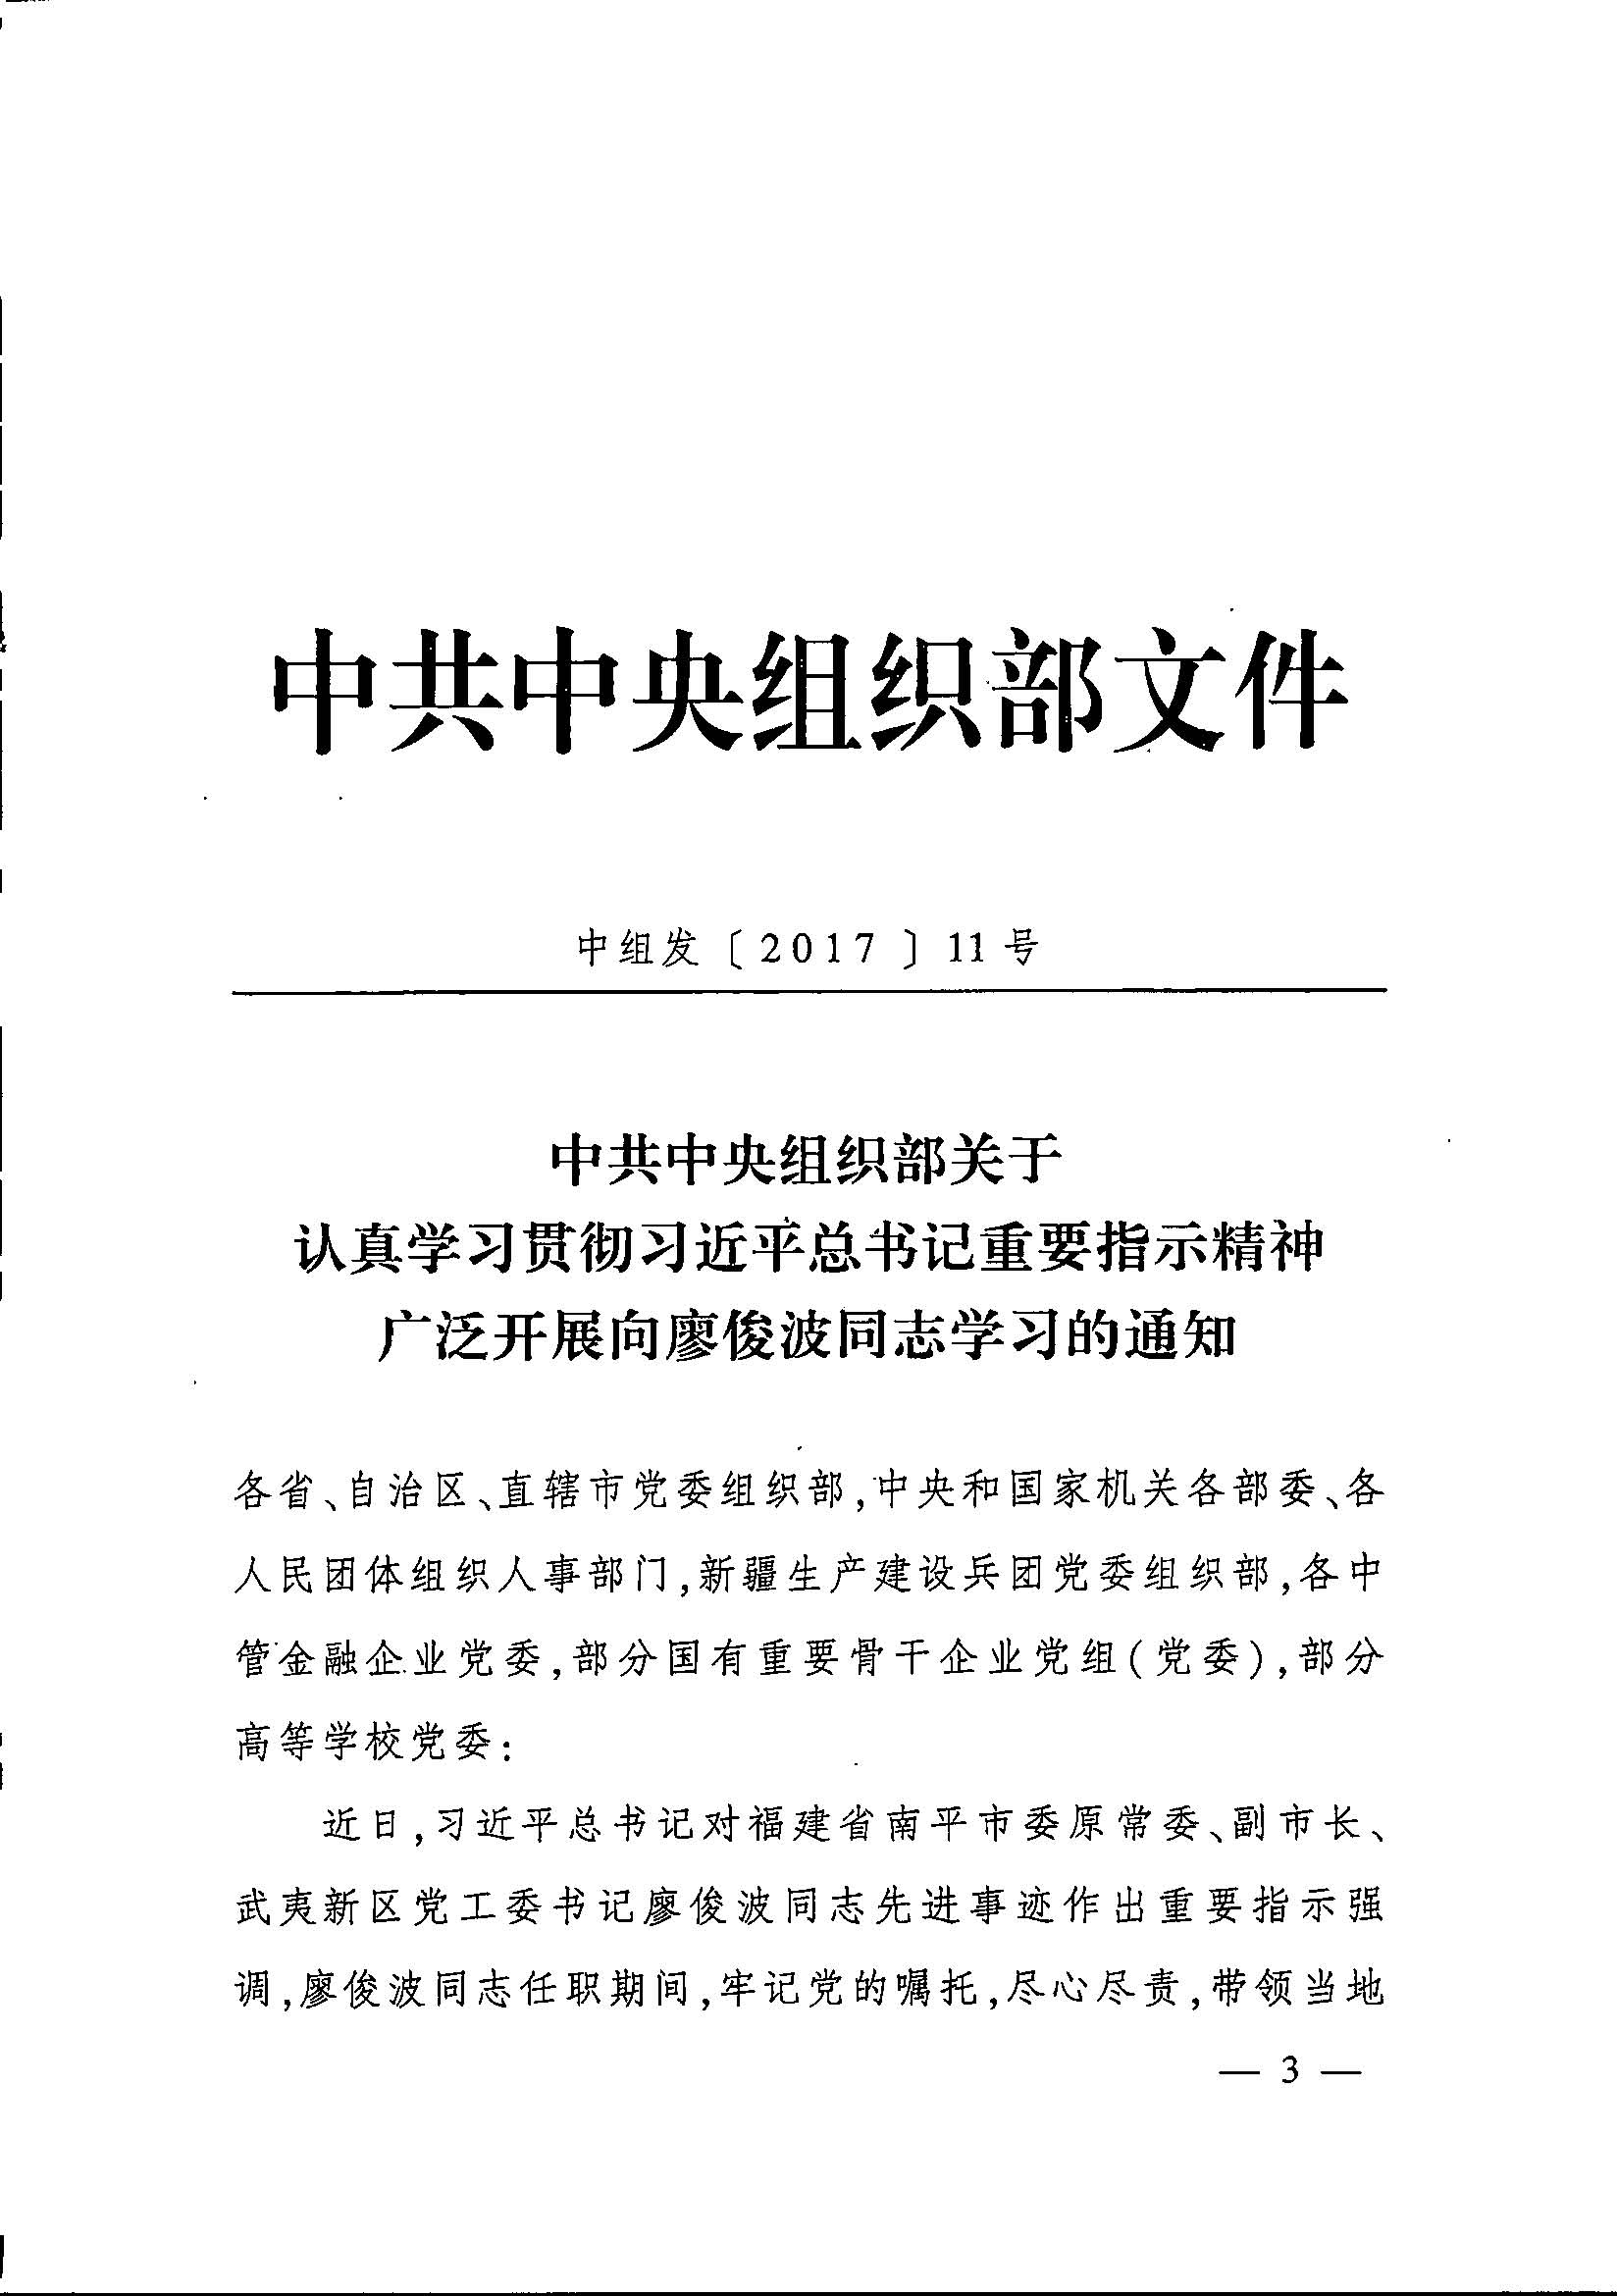 中共中央组织部文件
中组发〔2017〕11号
中共中央组织部关于
认真学习贯彻习近平总书记重要指示精神
广泛开展向廖俊波同志学习的通知
各省、自治区、直辖市党委组织部,中央和国家机关各部委、各
人民团体组织人事部门,新疆生产建设兵团党委组织部,各中
管金融企业党委,部分国有重要骨干企业党组(党委),部分
高等学校党委:
近日,习近平总书记对福建省南平市委原常委、副市长、
武夷新区党工委书记廖俊波同志先进事迹作出重要指示强
调,廖俊波同志任职期间,牢记党的嘱托,尽心尽责,带领当地
— 3 —